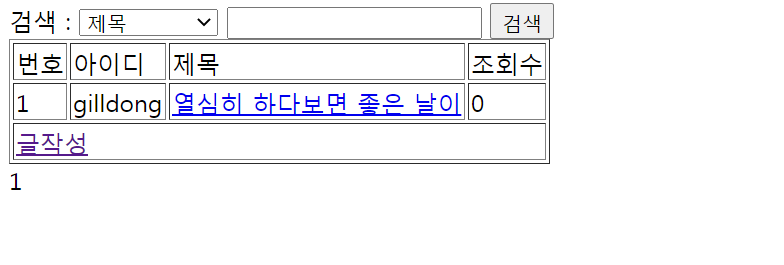 검색 : 제목 검색
번호 아이디 제목 조회수
1 gilldong 열심히 하다보면 좋은 날이 0
글작성
1